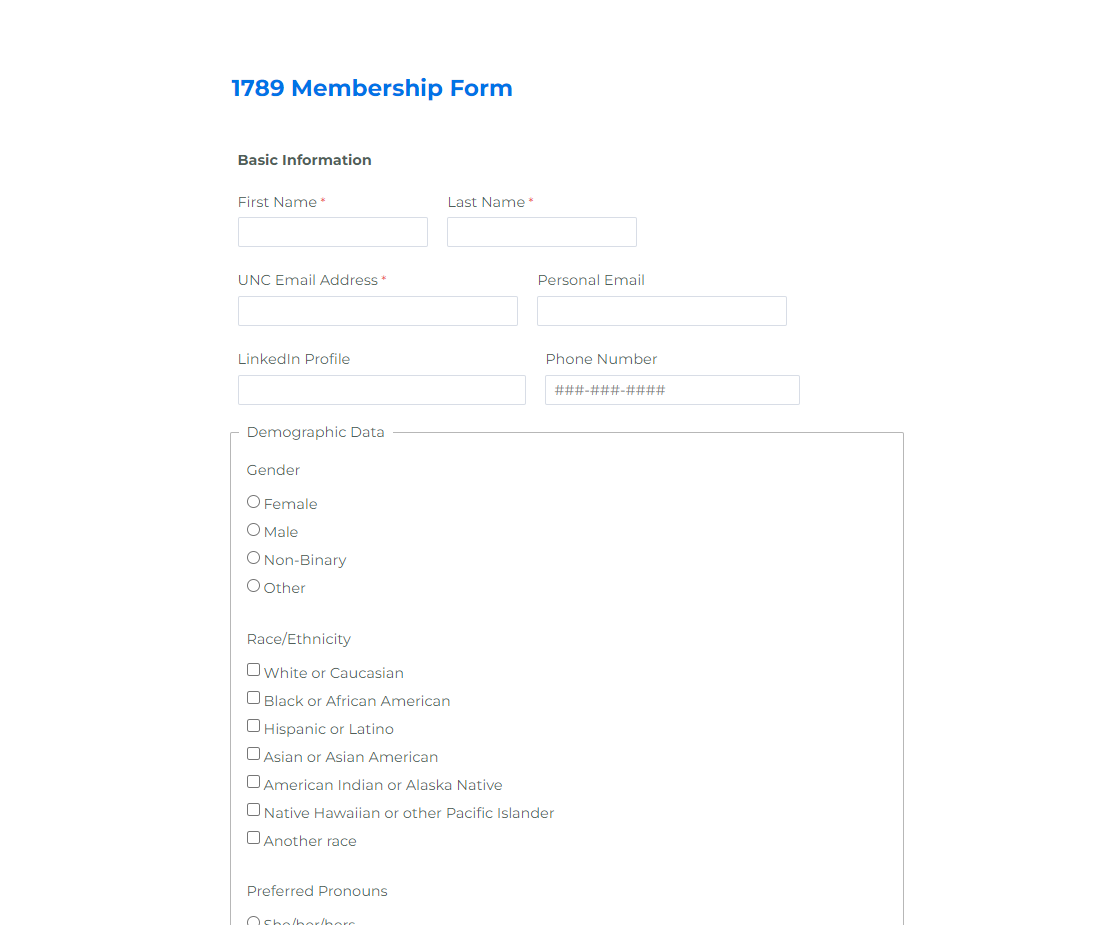 1789 Membership Form
Basic Information
First Name * Last Name *
UNC Email Address * Personal Email
LinkedIn Profile Phone Number
###-###-####
Demographic Data
Gender
Female
Male
Non-Binary
Other
Race/Ethnicity
White or Caucasian
Black or African American
Hispanic or Latino
Asian or Asian American
American Indian or Alaska Native
Native Hawaiian or other Pacific Islander
Another race
Preferred Pronouns
She/her/hers